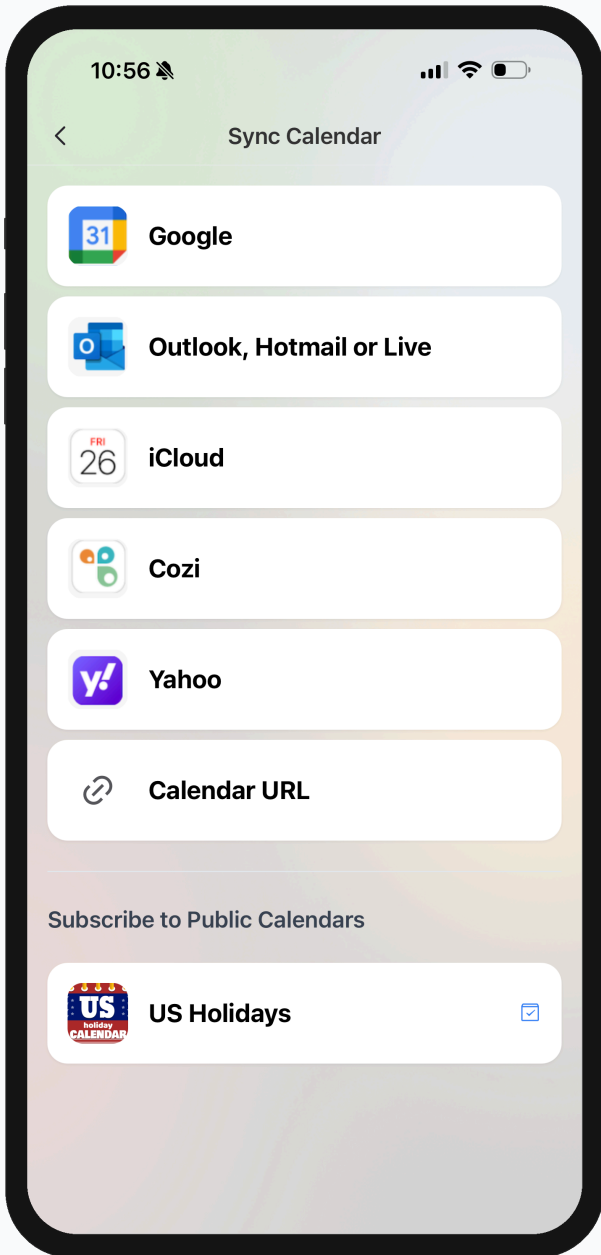 10:56
Sync Calendar
31
Google
O
Outlook, Hotmail or Live
FRI
26
iCloud
Cozi
y!
Yahoo
Calendar URL
Subscribe to Public Calendars
US
holiday
CALENDAR
US Holidays